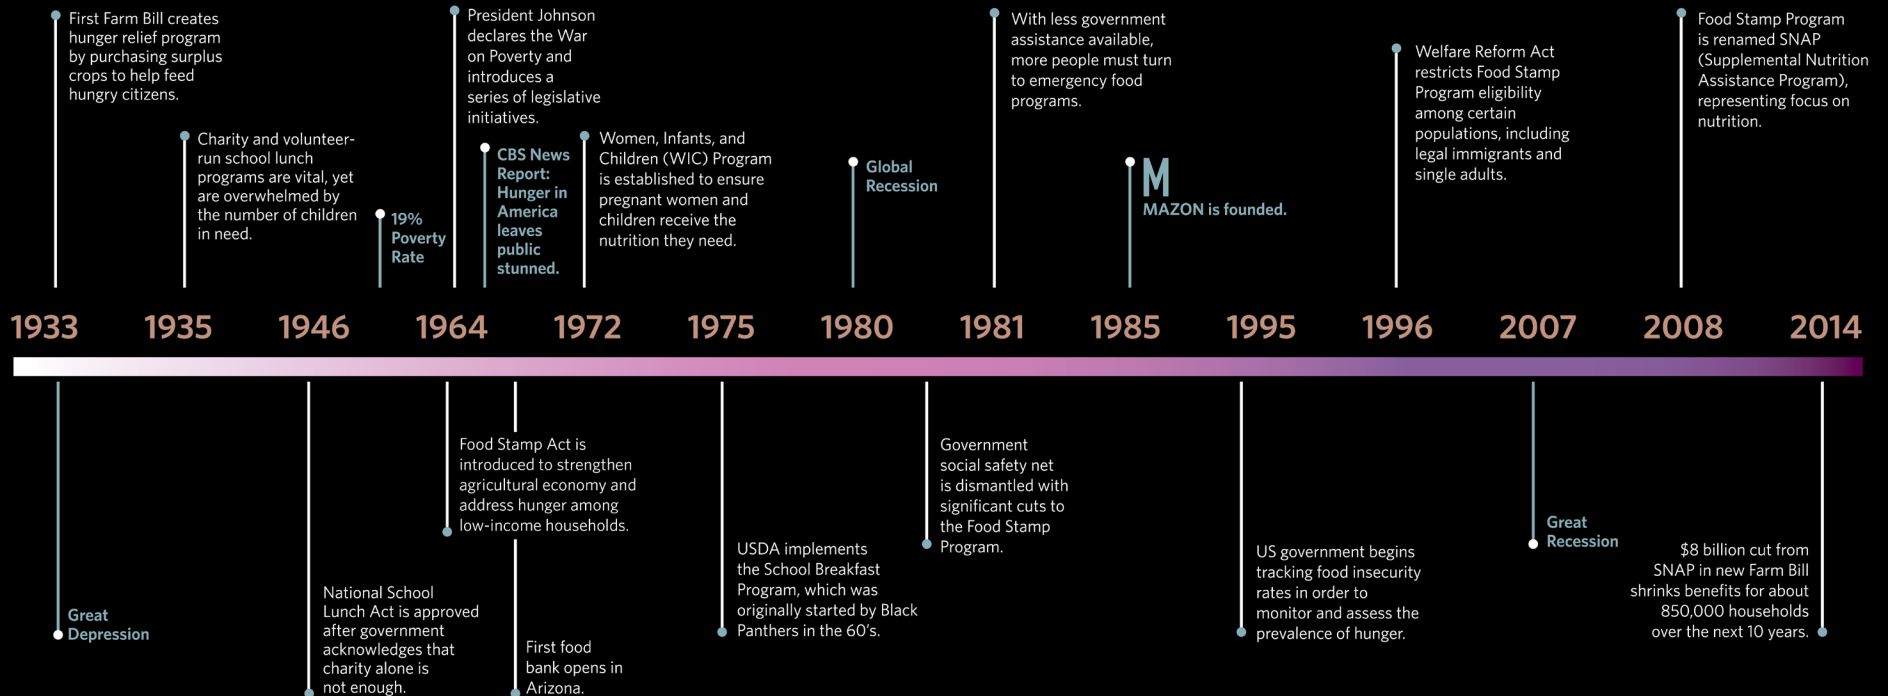 First Farm Bill creates
hunger relief program
by purchasing surplus
crops to help feed
hungry citizens.
Charity and volunteer-
run school lunch
programs are vital, yet
are overwhelmed by
the number of children
in need.
19%
Poverty
Rate
President Johnson
declares the War
on Poverty and
introduces a
series of legislative
initiatives.
CBS News
Report:
Hunger in
America
leaves
public
stunned.
Women, Infants, and
Children (WIC) Program
is established to ensure
pregnant women and
children receive the
nutrition they need.
Global
Recession
With less government
assistance available,
more people must turn
to emergency food
programs.
M
MAZON is founded.
Welfare Reform Act
restricts Food Stamp
Program eligibility
among certain
populations, including
legal immigrants and
single adults.
Food Stamp Program
is renamed SNAP
(Supplemental Nutrition
Assistance Program),
representing focus on
nutrition.
1933 1935 1946 1964 1972 1975 1980 1981 1985 1995 1996 2007 2008 2014
Great
Depression
National School
Lunch Act is approved
after government
acknowledges that
charity alone is
not enough.
Food Stamp Act is
introduced to strengthen
agricultural economy and
address hunger among
low-income households.
First food
bank opens in
Arizona.
USDA implements
the School Breakfast
Program, which was
originally started by Black
Panthers in the 60's.
Government
social safety net
is dismantled with
significant cuts to
the Food Stamp
Program.
US government begins
tracking food insecurity
rates in order to
monitor and assess the
prevalence of hunger.
Great
Recession
$8 billion cut from
SNAP in new Farm Bill
shrinks benefits for about
850,000 households
over the next 10 years.